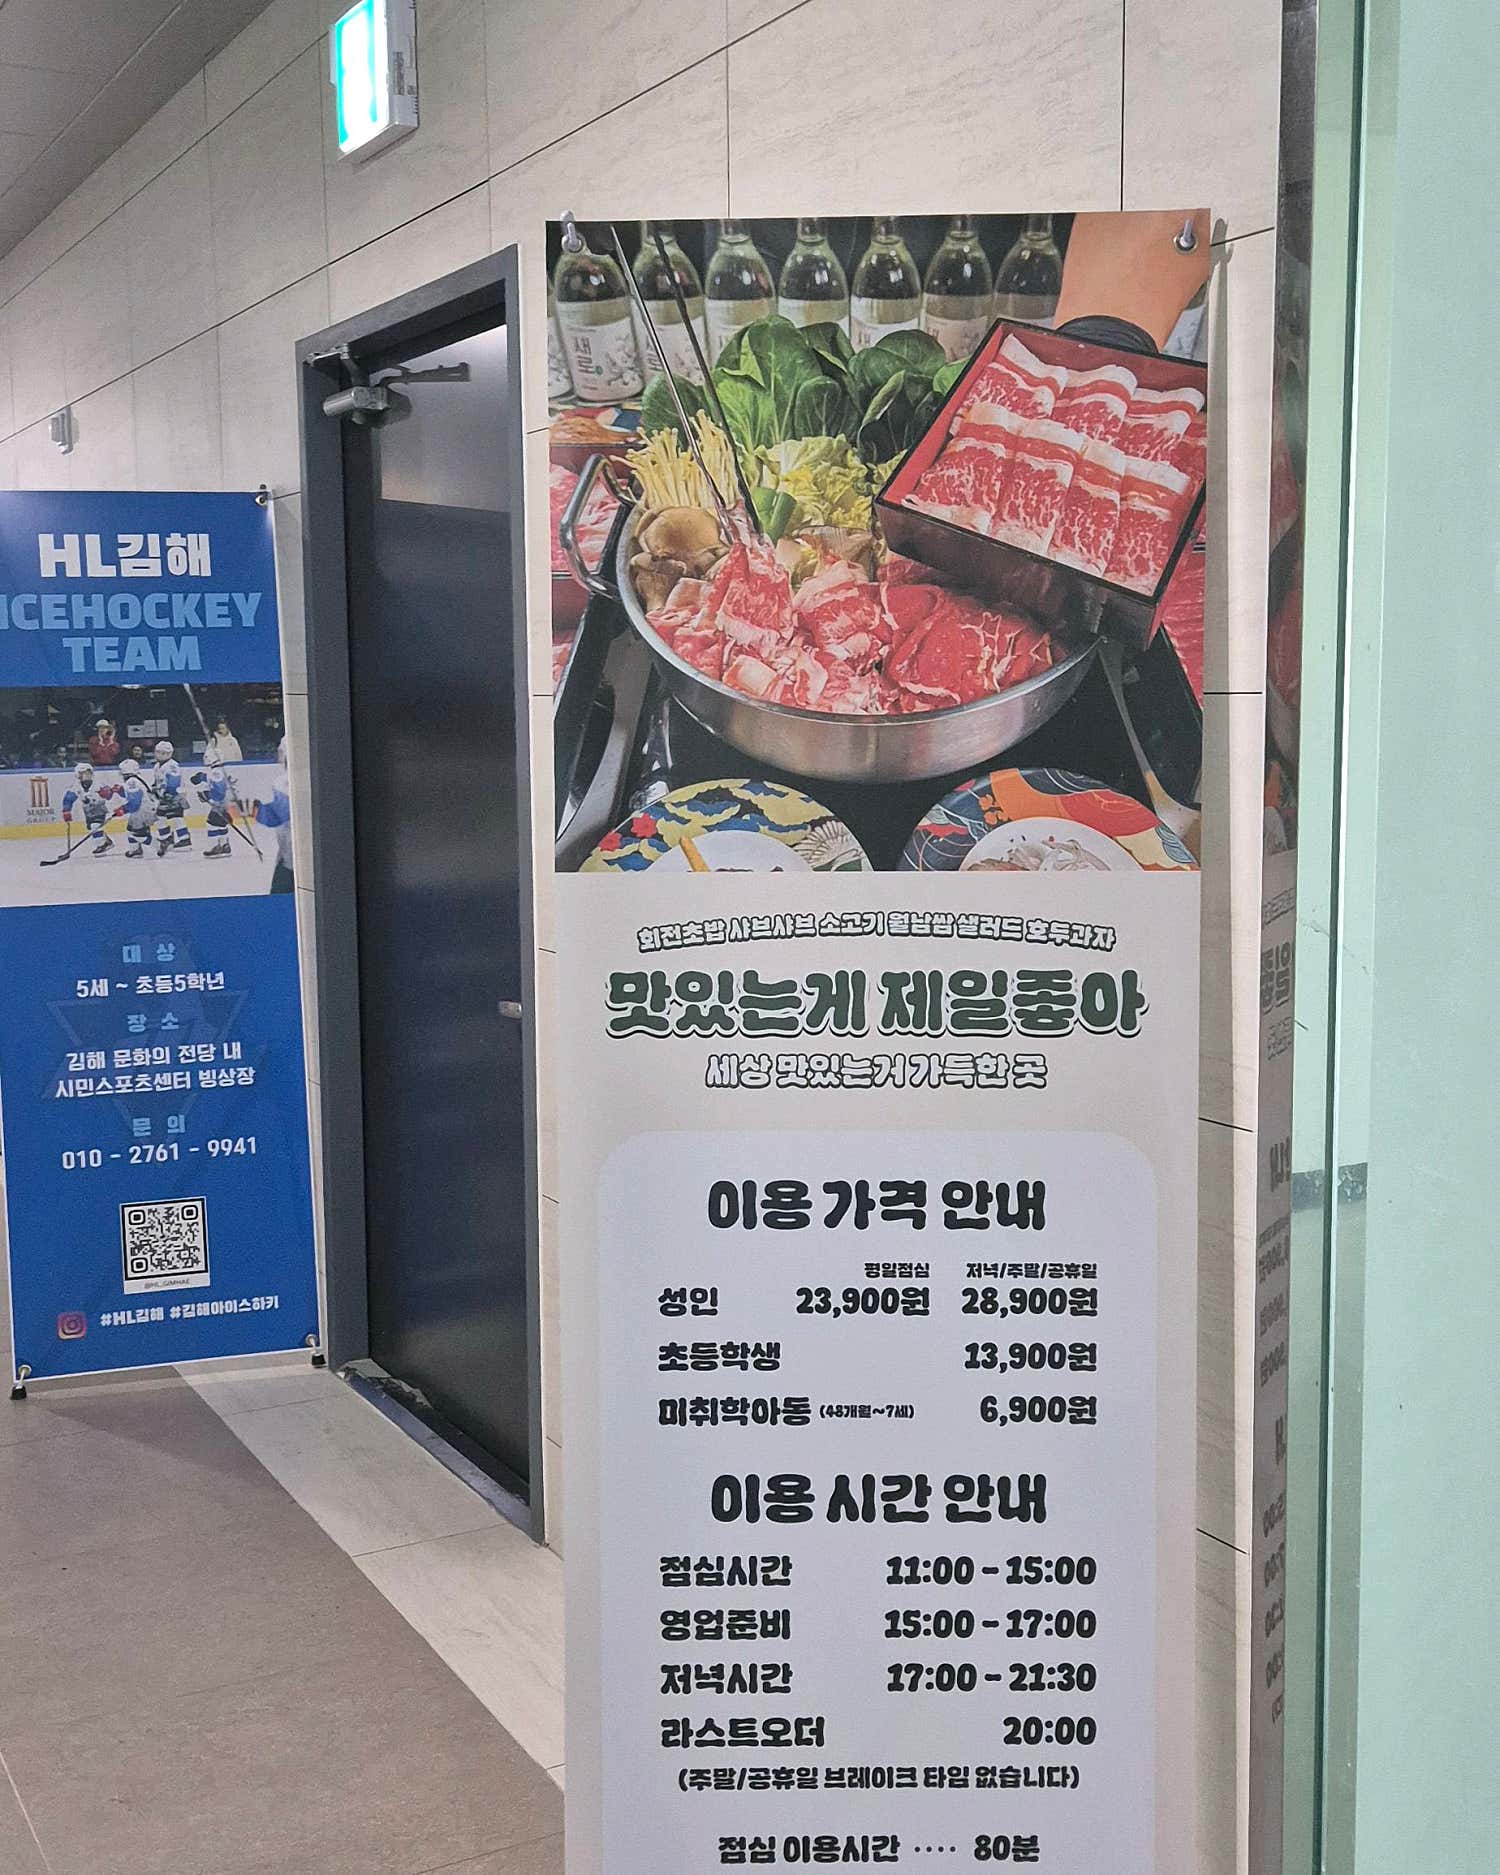 HL김해
ICEHOCKEY
TEAM
MAJOR
GROUP
대 상
5세 ~ 초등5학년
장 소
김해 문화의 전당 내
시민스포츠센터 빙상장
문 의
010 - 2761 - 9941
@HL_GIMHAE
#HL김해 #김해아이스하키
회전초밥 샤브샤브 소고기 월남쌈 샐러드 호두과자
맛있는게 제일좋아
세상 맛있는거 가득한 곳
이용 가격 안내
평일점심 저녁/주말/공휴일
성인 23,900원 28,900원
초등학생 13,900원
미취학아동 (48개월~7세) 6,900원
이용 시간 안내
점심시간 11:00 - 15:00
영업준비 15:00 - 17:00
저녁시간 17:00 - 21:30
라스트오더 20:00
(주말/공휴일 브레이크 타임 없습니다)
점심 이용시간 ···· 80분